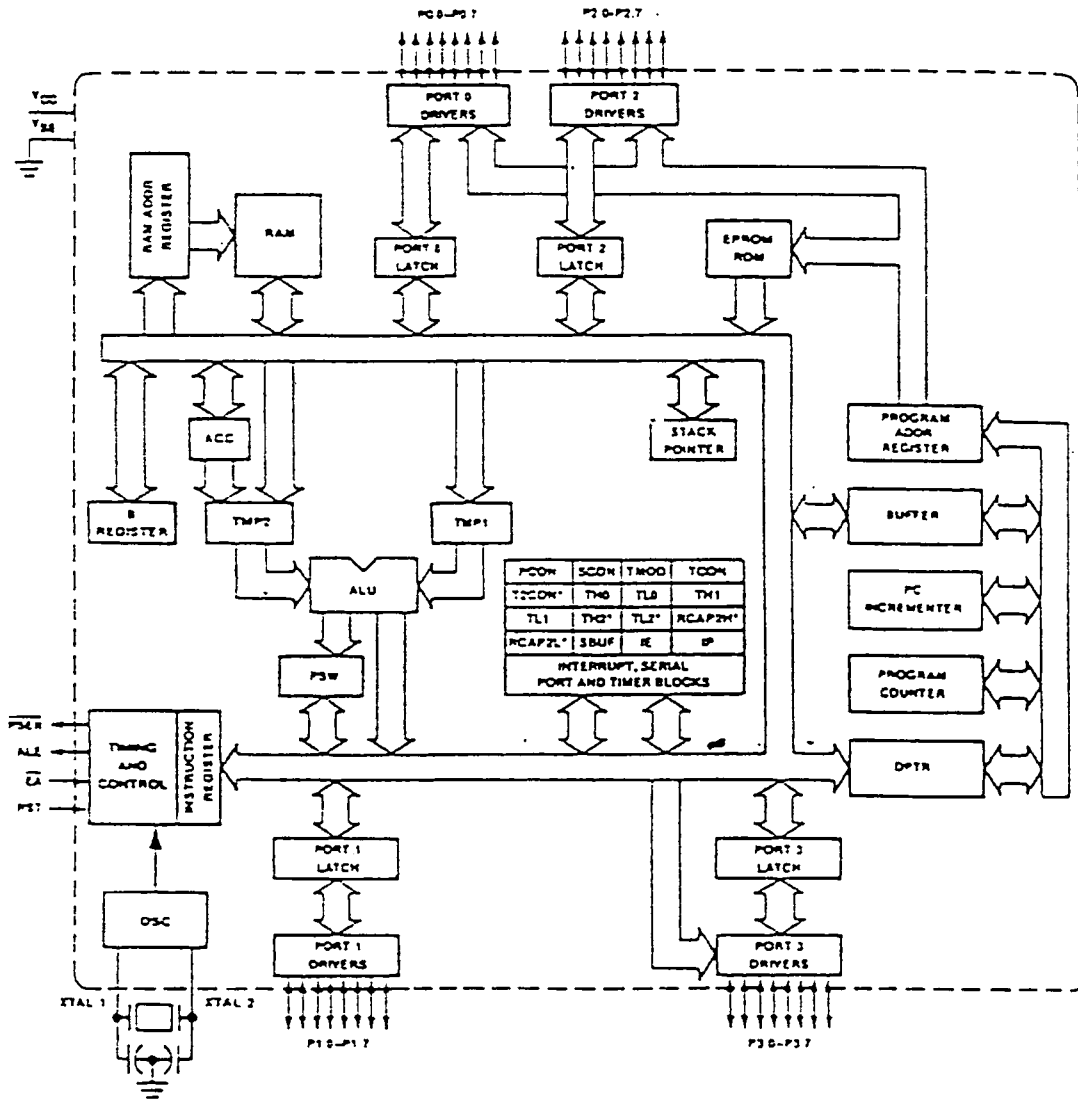 P0.0–P0.7
P2.0–P2.7
VCC
VSS
PORT 0
DRIVERS
PORT 2
DRIVERS
RAM ADDR
REGISTER
RAM
PORT 0
LATCH
PORT 2
LATCH
EPROM
ROM
B
REGISTER
ACC
TMP2
TMP1
STACK
POINTER
PROGRAM
ADDR
REGISTER
BUFFER
PC
INCREMENTER
PROGRAM
COUNTER
DPTR
ALU
PSW
PCON SCON TMOD TCON
T2CON* TH0 TL0 TH1
TL1 TH2* TL2* RCAP2H*
RCAP2L* SBUF IE IP
INTERRUPT, SERIAL
PORT AND TIMER BLOCKS
PSEN
ALE
EA
RST
TIMING
AND
CONTROL
INSTRUCTION
REGISTER
OSC
XTAL 1
XTAL 2
PORT 1
LATCH
PORT 1
DRIVERS
P1.0–P1.7
PORT 3
LATCH
PORT 3
DRIVERS
P3.0–P3.7